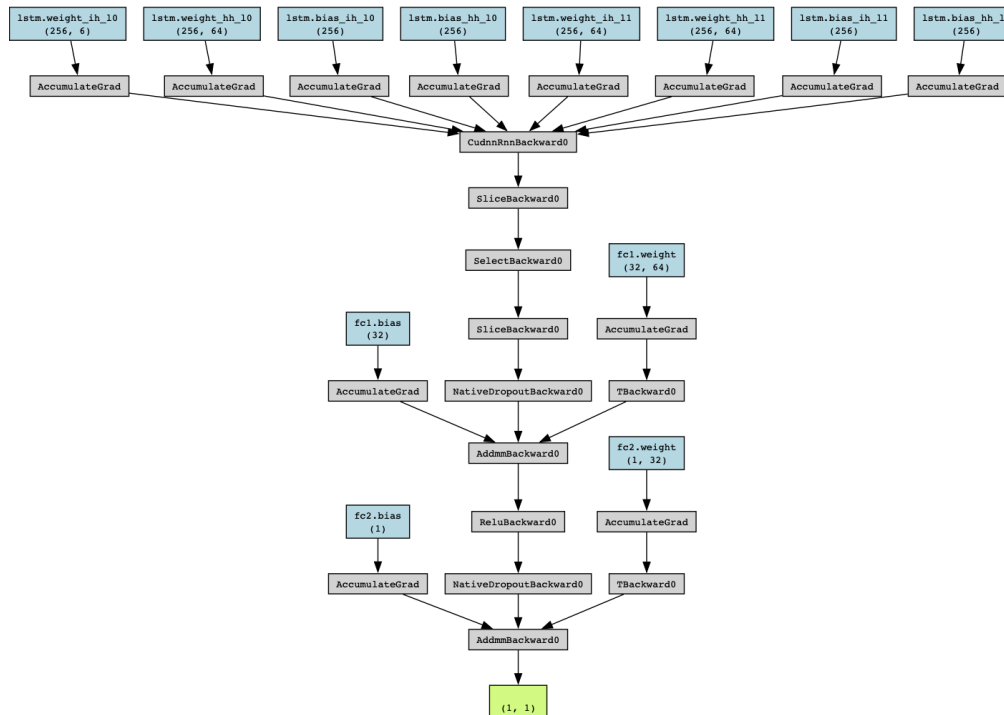 lstm.weight_ih_l0
(256, 6)
lstm.weight_hh_l0
(256, 64)
lstm.bias_ih_l0
(256)
lstm.bias_hh_l0
(256)
lstm.weight_ih_l1
(256, 64)
lstm.weight_hh_l1
(256, 64)
lstm.bias_ih_l1
(256)
lstm.bias_hh_l
(256)
AccumulateGrad
AccumulateGrad
AccumulateGrad
AccumulateGrad
AccumulateGrad
AccumulateGrad
AccumulateGrad
AccumulateGrad
CudnnRnnBackward0
SliceBackward0
SelectBackward0
fc1.weight
(32, 64)
fc1.bias
(32)
SliceBackward0
AccumulateGrad
AccumulateGrad
NativeDropoutBackward0
TBackward0
AddmmBackward0
fc2.weight
(1, 32)
fc2.bias
(1)
ReluBackward0
AccumulateGrad
AccumulateGrad
NativeDropoutBackward0
TBackward0
AddmmBackward0
(1, 1)